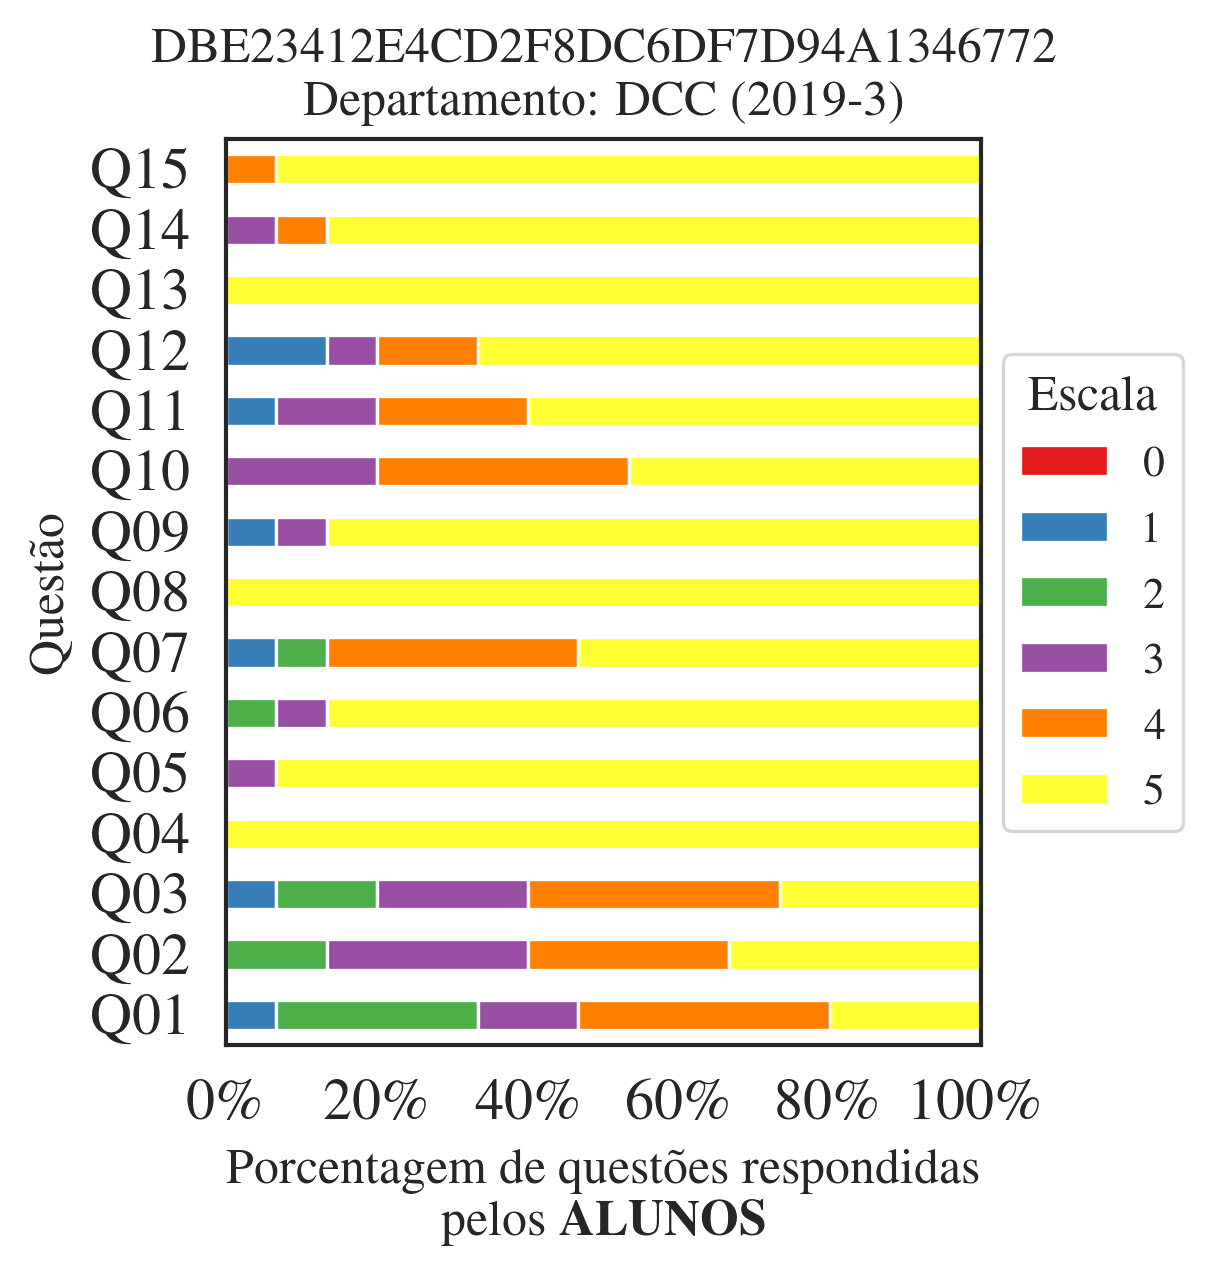 DBE23412E4CD2F8DC6DF7D94A1346772
Departamento: DCC (2019-3)
Questão
Q15
Q14
Q13
Q12
Q11
Q10
Q09
Q08
Q07
Q06
Q05
Q04
Q03
Q02
Q01
0% 20% 40% 60% 80% 100%
Porcentagem de questões respondidas
pelos ALUNOS
Escala
0
1
2
3
4
5